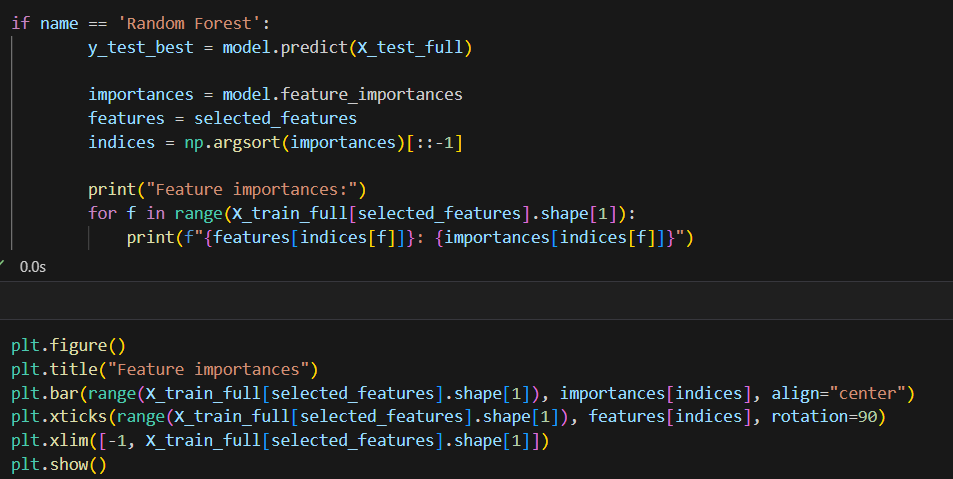 if name == 'Random Forest':
y_test_best = model.predict(X_test_full)
importances = model.feature_importances
features = selected_features
indices = np.argsort(importances)[::-1]
print("Feature importances:")
for f in range(X_train_full[selected_features].shape[1]):
print(f"{features[indices[f]]}: {importances[indices[f]]}")
0.0s
plt.figure()
plt.title("Feature importances")
plt.bar(range(X_train_full[selected_features].shape[1]), importances[indices], align="center")
plt.xticks(range(X_train_full[selected_features].shape[1]), features[indices], rotation=90)
plt.xlim([-1, X_train_full[selected_features].shape[1]])
plt.show()